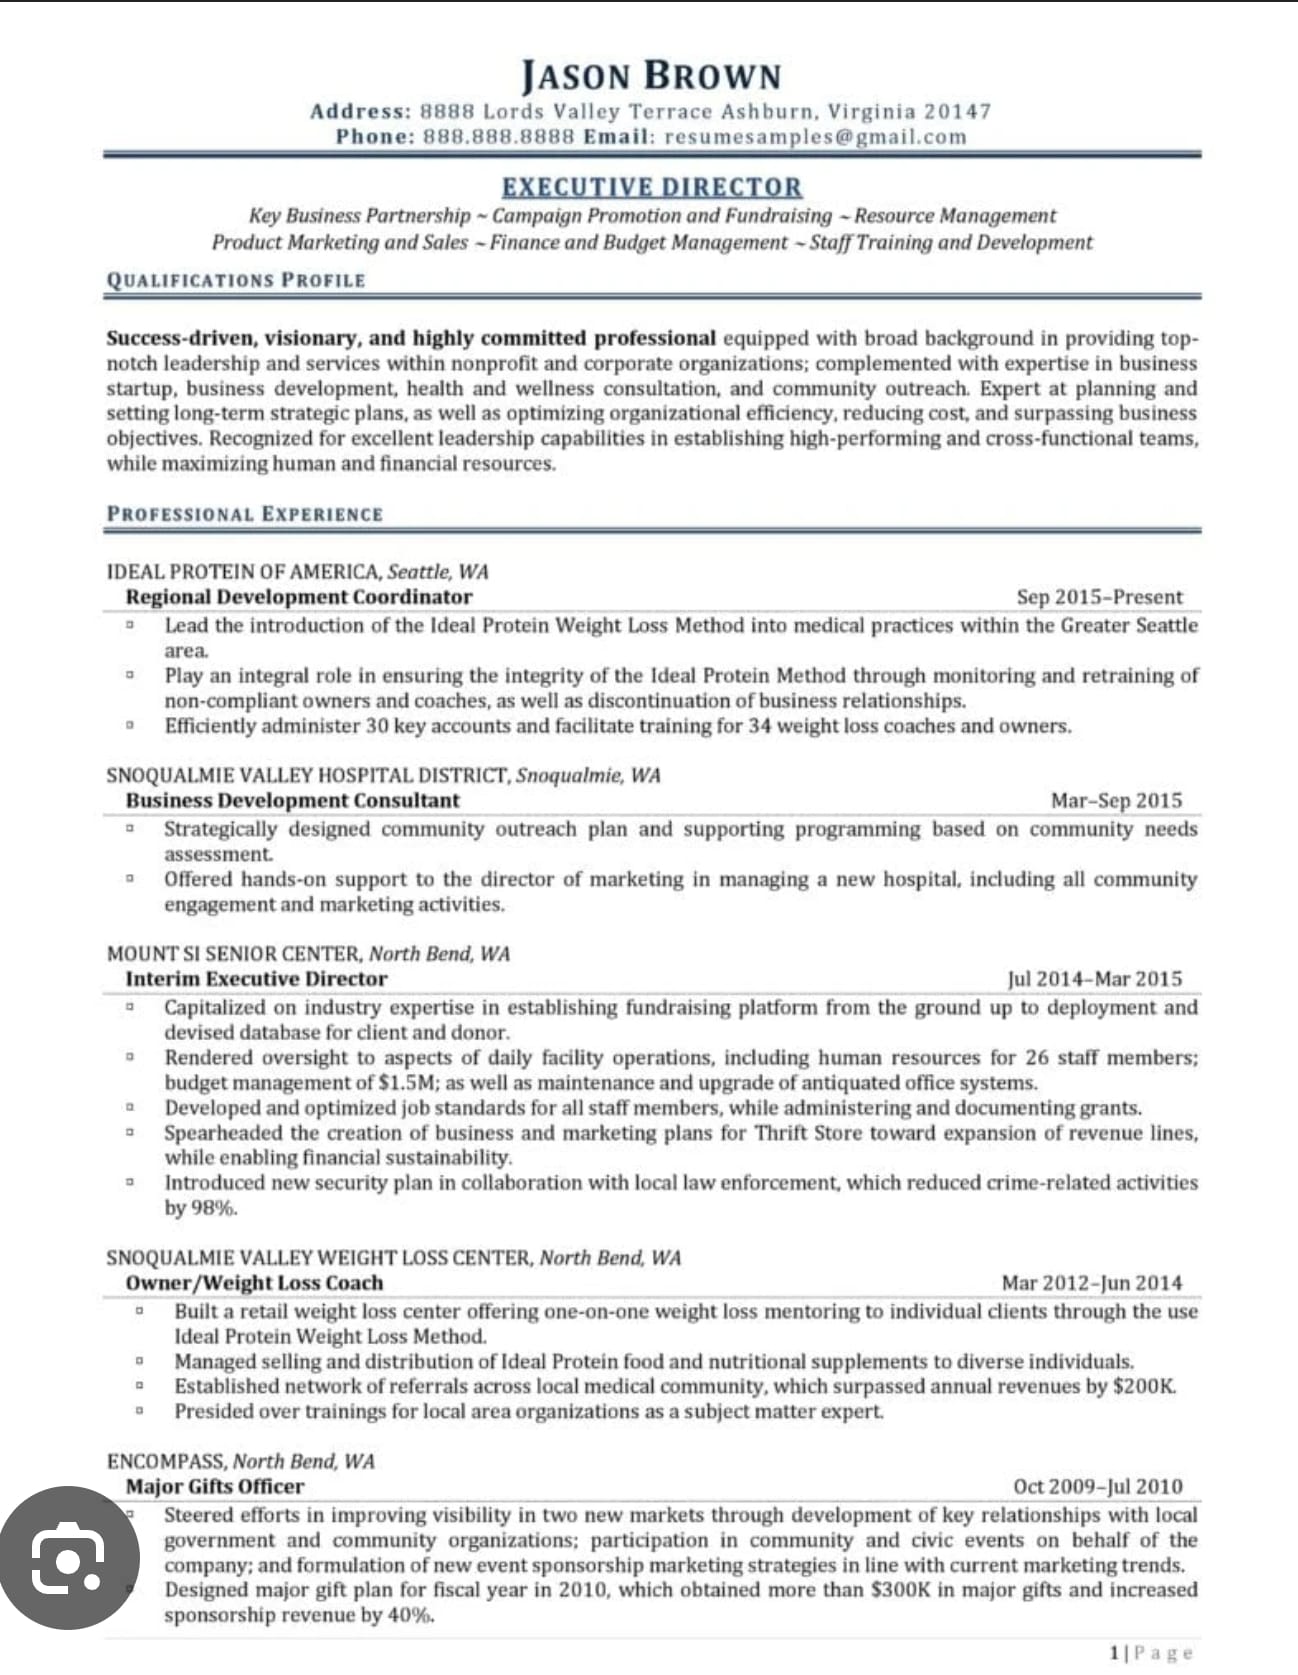 JASON BROWN
Address: 8888 Lords Valley Terrace Ashburn, Virginia 20147
Phone: 888.888.8888 Email: resumesamples@gmail.com
EXECUTIVE DIRECTOR
Key Business Partnership ~ Campaign Promotion and Fundraising ~ Resource Management
Product Marketing and Sales ~ Finance and Budget Management ~ Staff Training and Development
QUALIFICATIONS PROFILE
Success-driven, visionary, and highly committed professional equipped with broad background in providing top-
notch leadership and services within nonprofit and corporate organizations; complemented with expertise in business
startup, business development, health and wellness consultation, and community outreach. Expert at planning and
setting long-term strategic plans, as well as optimizing organizational efficiency, reducing cost, and surpassing business
objectives. Recognized for excellent leadership capabilities in establishing high-performing and cross-functional teams,
while maximizing human and financial resources.
PROFESSIONAL EXPERIENCE
IDEAL PROTEIN OF AMERICA, Seattle, WA
Regional Development Coordinator Sep 2015–Present
▫ Lead the introduction of the Ideal Protein Weight Loss Method into medical practices within the Greater Seattle
area.
▫ Play an integral role in ensuring the integrity of the Ideal Protein Method through monitoring and retraining of
non-compliant owners and coaches, as well as discontinuation of business relationships.
▫ Efficiently administer 30 key accounts and facilitate training for 34 weight loss coaches and owners.
SNOQUALMIE VALLEY HOSPITAL DISTRICT, Snoqualmie, WA
Business Development Consultant Mar–Sep 2015
▫ Strategically designed community outreach plan and supporting programming based on community needs
assessment.
▫ Offered hands-on support to the director of marketing in managing a new hospital, including all community
engagement and marketing activities.
MOUNT SI SENIOR CENTER, North Bend, WA
Interim Executive Director Jul 2014–Mar 2015
▫ Capitalized on industry expertise in establishing fundraising platform from the ground up to deployment and
devised database for client and donor.
▫ Rendered oversight to aspects of daily facility operations, including human resources for 26 staff members;
budget management of $1.5M; as well as maintenance and upgrade of antiquated office systems.
▫ Developed and optimized job standards for all staff members, while administering and documenting grants.
▫ Spearheaded the creation of business and marketing plans for Thrift Store toward expansion of revenue lines,
while enabling financial sustainability.
▫ Introduced new security plan in collaboration with local law enforcement, which reduced crime-related activities
by 98%.
SNOQUALMIE VALLEY WEIGHT LOSS CENTER, North Bend, WA
Owner/Weight Loss Coach Mar 2012–Jun 2014
▫ Built a retail weight loss center offering one-on-one weight loss mentoring to individual clients through the use
Ideal Protein Weight Loss Method.
▫ Managed selling and distribution of Ideal Protein food and nutritional supplements to diverse individuals.
▫ Established network of referrals across local medical community, which surpassed annual revenues by $200K.
▫ Presided over trainings for local area organizations as a subject matter expert.
ENCOMPASS, North Bend, WA
Major Gifts Officer Oct 2009–Jul 2010
▫ Steered efforts in improving visibility in two new markets through development of key relationships with local
government and community organizations; participation in community and civic events on behalf of the
company; and formulation of new event sponsorship marketing strategies in line with current marketing trends.
▫ Designed major gift plan for fiscal year in 2010, which obtained more than $300K in major gifts and increased
sponsorship revenue by 40%.
1 | Page